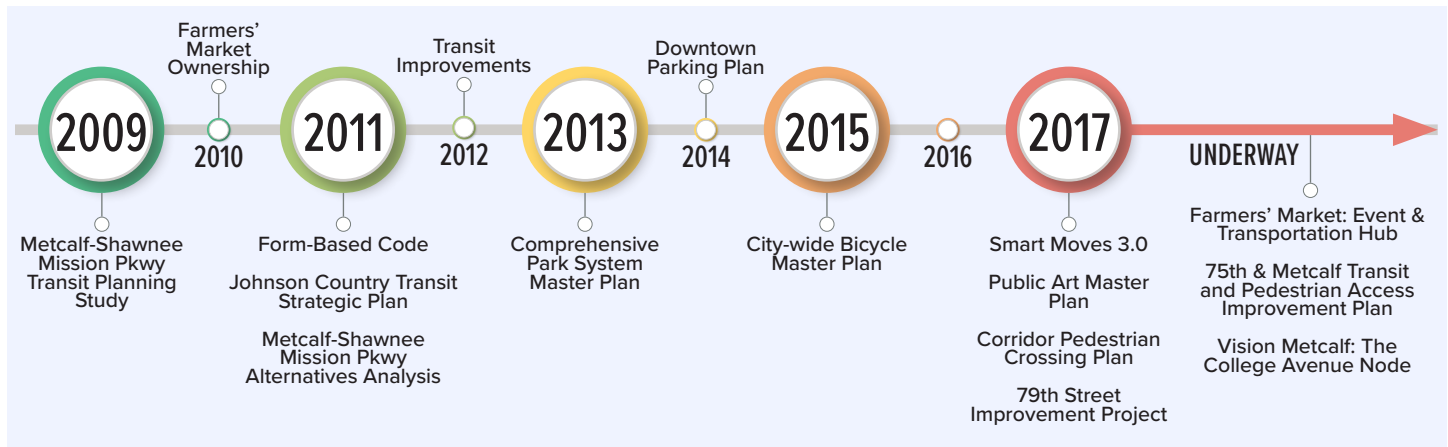 2009
Metcalf-Shawnee
Mission Pkwy
Transit Planning
Study
Farmers’
Market
Ownership
2010
2011
Form-Based Code
Johnson Country Transit
Strategic Plan
Metcalf-Shawnee
Mission Pkwy
Alternatives Analysis
Transit
Improvements
2012
2013
Comprehensive
Park System
Master Plan
Downtown
Parking Plan
2014
2015
City-wide Bicycle
Master Plan
2016
2017
Smart Moves 3.0
Public Art Master
Plan
Corridor Pedestrian
Crossing Plan
79th Street
Improvement Project
UNDERWAY
Farmers’ Market: Event &
Transportation Hub
75th & Metcalf Transit
and Pedestrian Access
Improvement Plan
Vision Metcalf: The
College Avenue Node